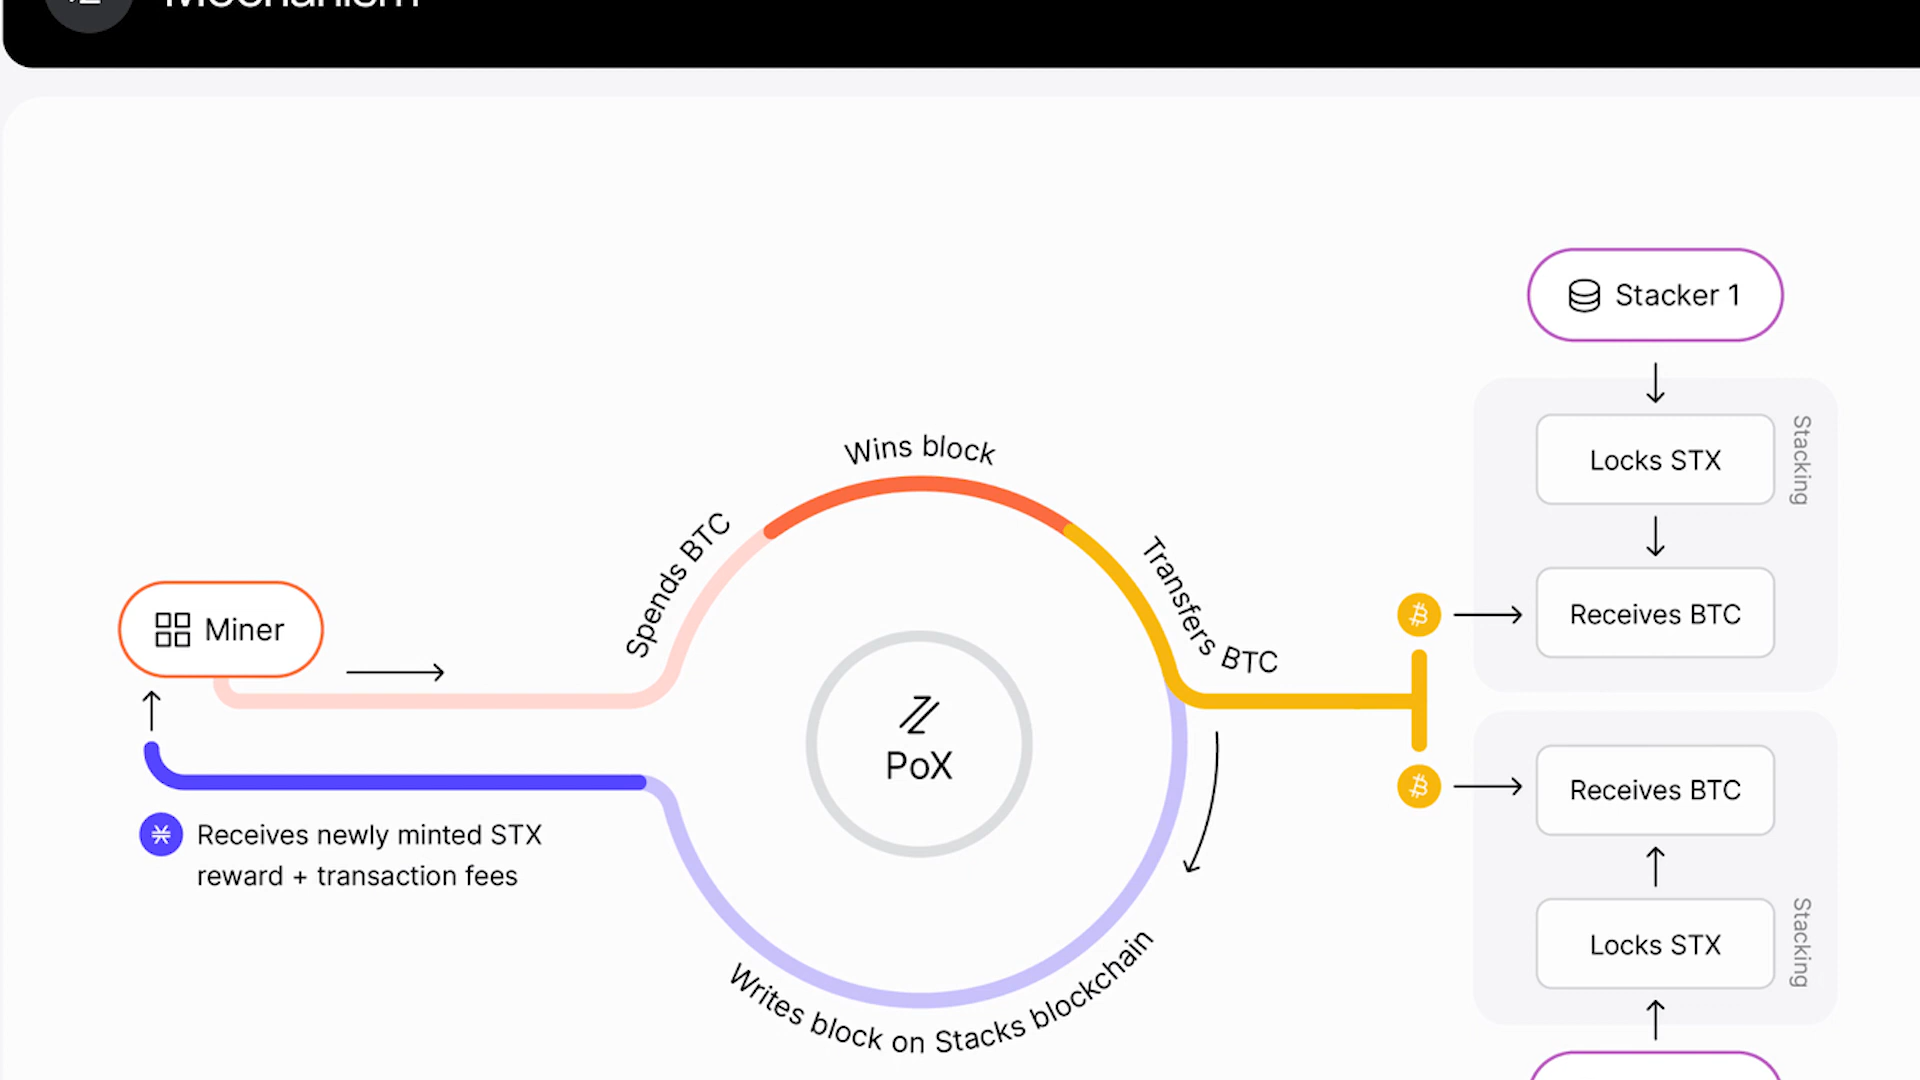 Mechanism
Stacker 1
Locks STX
Stacking
Receives BTC
Wins block
Spends BTC
Transfers BTC
Miner
PoX
Receives newly minted STX
reward + transaction fees
Writes block on Stacks blockchain
Receives BTC
Locks STX
Stacking